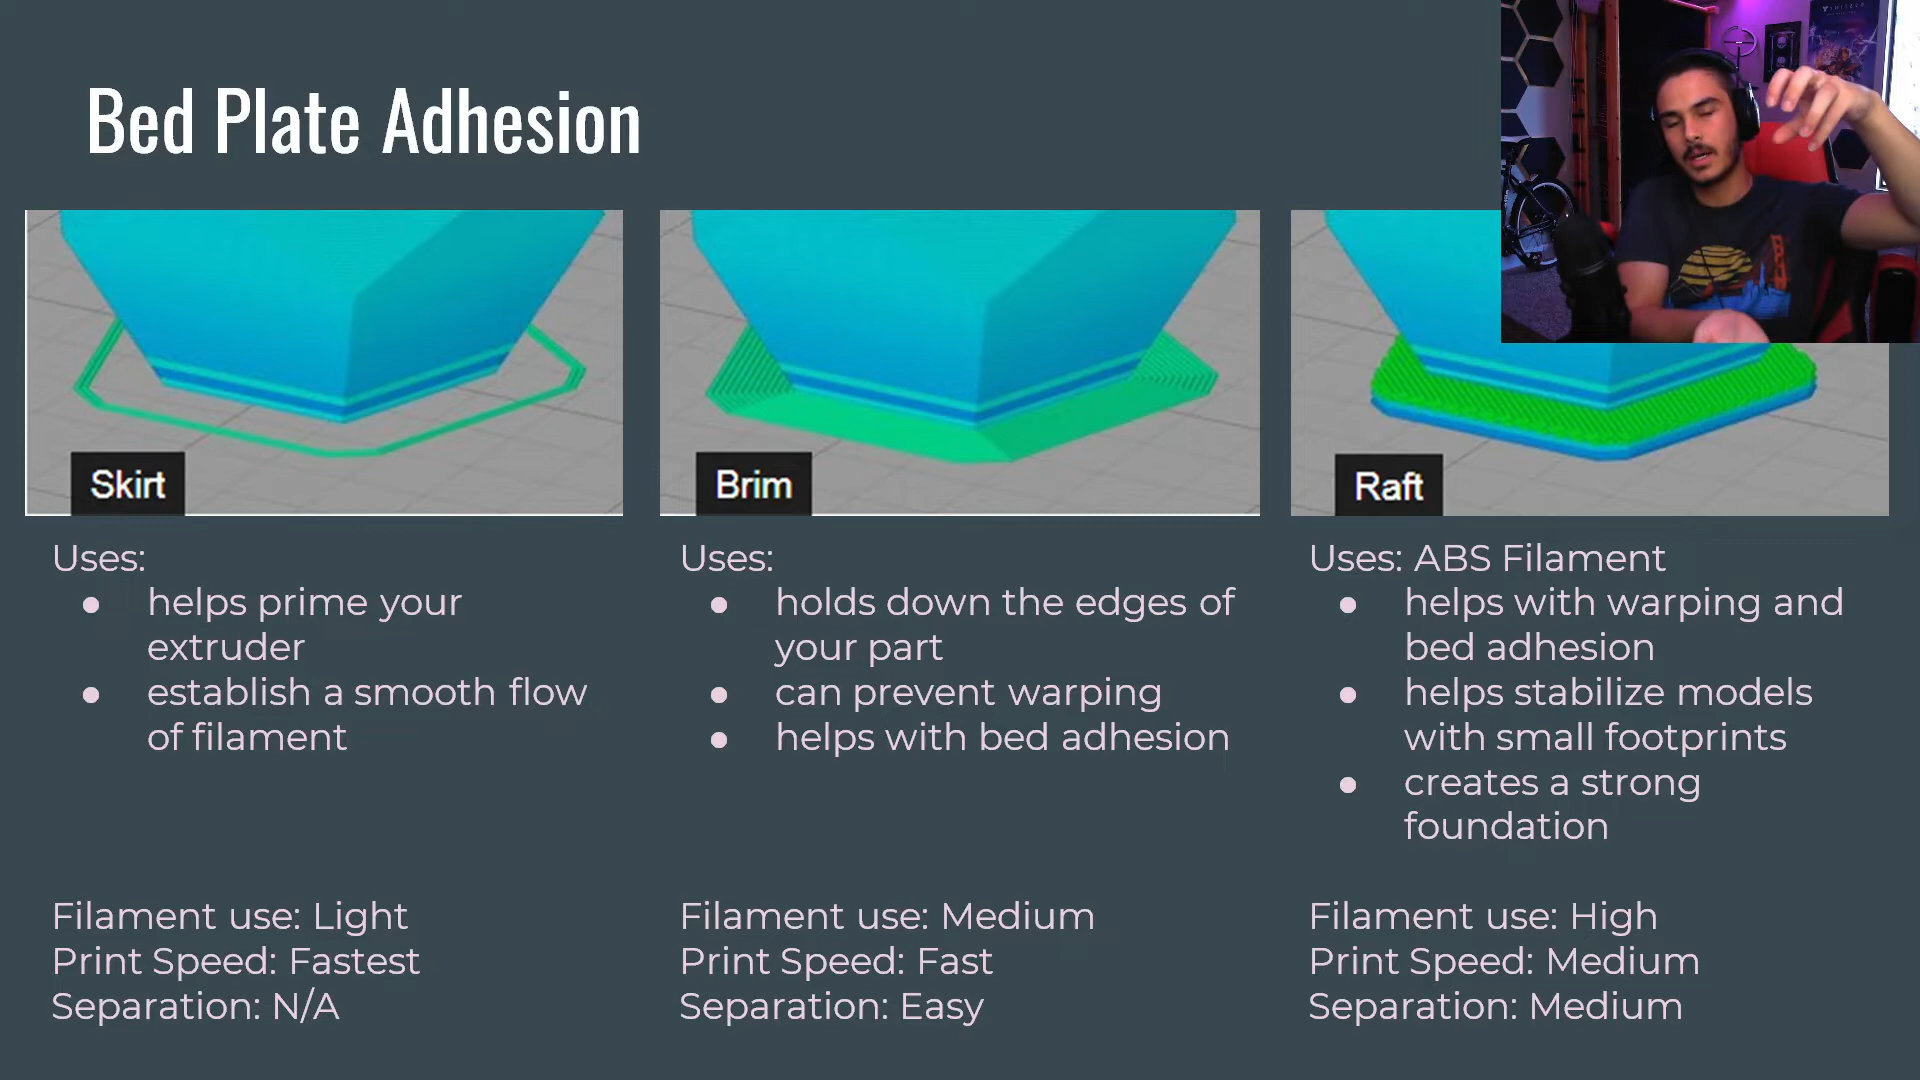 Bed Plate Adhesion
Skirt
Brim
Raft
Uses:
helps prime your
extruder
establish a smooth flow
of filament
Filament use: Light
Print Speed: Fastest
Separation: N/A
Uses:
holds down the edges of
your part
can prevent warping
helps with bed adhesion
Filament use: Medium
Print Speed: Fast
Separation: Easy
Uses: ABS Filament
helps with warping and
bed adhesion
helps stabilize models
with small footprints
creates a strong
foundation
Filament use: High
Print Speed: Medium
Separation: Medium